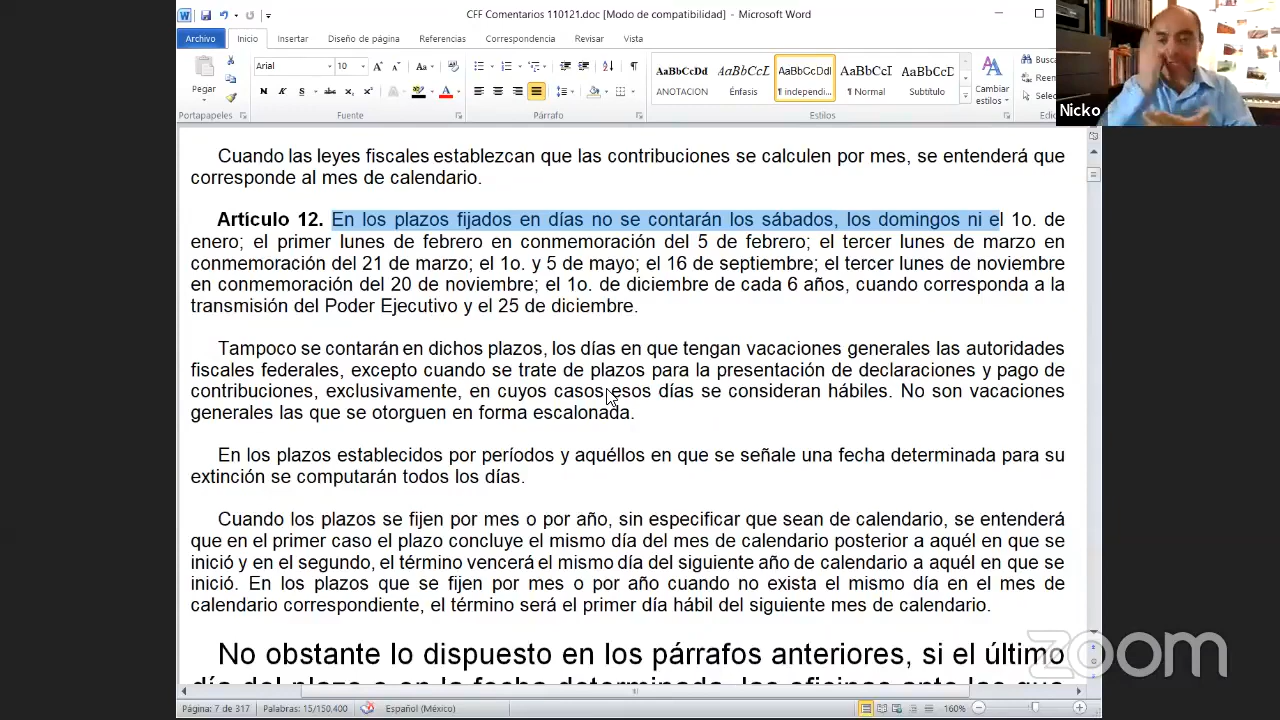 CFF Comentarios 110121.doc [Modo de compatibilidad] - Microsoft Word
Archivo Inicio Insertar Diseño de página Referencias Correspondencia Revisar Vista
Arial 10
Pegar
AaBbCcDd AaBbCcL AaBbCcDdI AaBbCcI AaBbCcD
ANOTACION Énfasis ¶ independi... ¶ Normal Subtítulo
Cambiar estilos
Portapapeles Fuente Párrafo Estilos
Nicko
Cuando las leyes fiscales establezcan que las contribuciones se calculen por mes, se entenderá que
corresponde al mes de calendario.
Artículo 12. En los plazos fijados en días no se contarán los sábados, los domingos ni el 1o. de
enero; el primer lunes de febrero en conmemoración del 5 de febrero; el tercer lunes de marzo en
conmemoración del 21 de marzo; el 1o. y 5 de mayo; el 16 de septiembre; el tercer lunes de noviembre
en conmemoración del 20 de noviembre; el 1o. de diciembre de cada 6 años, cuando corresponda a la
transmisión del Poder Ejecutivo y el 25 de diciembre.
Tampoco se contarán en dichos plazos, los días en que tengan vacaciones generales las autoridades
fiscales federales, excepto cuando se trate de plazos para la presentación de declaraciones y pago de
contribuciones, exclusivamente, en cuyos casos esos días se consideran hábiles. No son vacaciones
generales las que se otorguen en forma escalonada.
En los plazos establecidos por períodos y aquéllos en que se señale una fecha determinada para su
extinción se computarán todos los días.
Cuando los plazos se fijen por mes o por año, sin especificar que sean de calendario, se entenderá
que en el primer caso el plazo concluye el mismo día del mes de calendario posterior a aquél en que se
inició y en el segundo, el término vencerá el mismo día del siguiente año de calendario a aquél en que se
inició. En los plazos que se fijen por mes o por año cuando no exista el mismo día en el mes de
calendario correspondiente, el término será el primer día hábil del siguiente mes de calendario.
No obstante lo dispuesto en los párrafos anteriores, si el último
zoom
Página: 7 de 317 Palabras: 15/150,400 Español (México) 160%